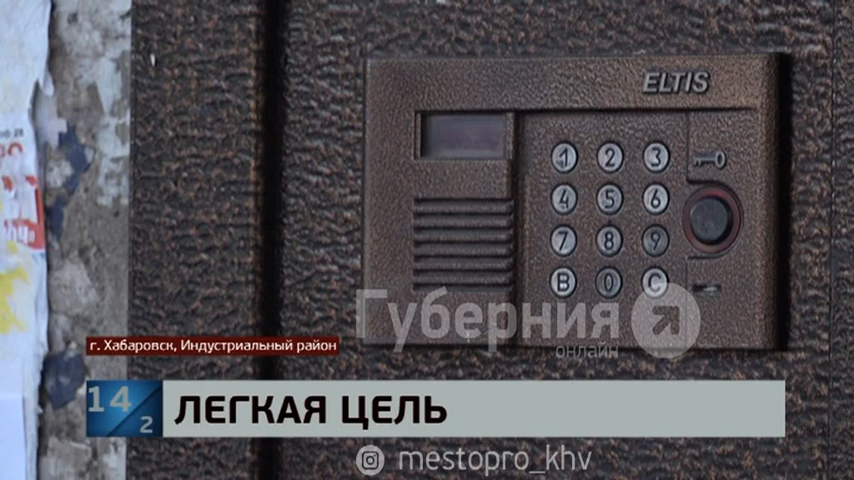 ELTIS
1 2 3
4 5 6
7 8 9
B 0 C
Губерния
онлайн
г. Хабаровск, Индустриальный район
14 2
ЛЕГКАЯ ЦЕЛЬ
mestopro_khv